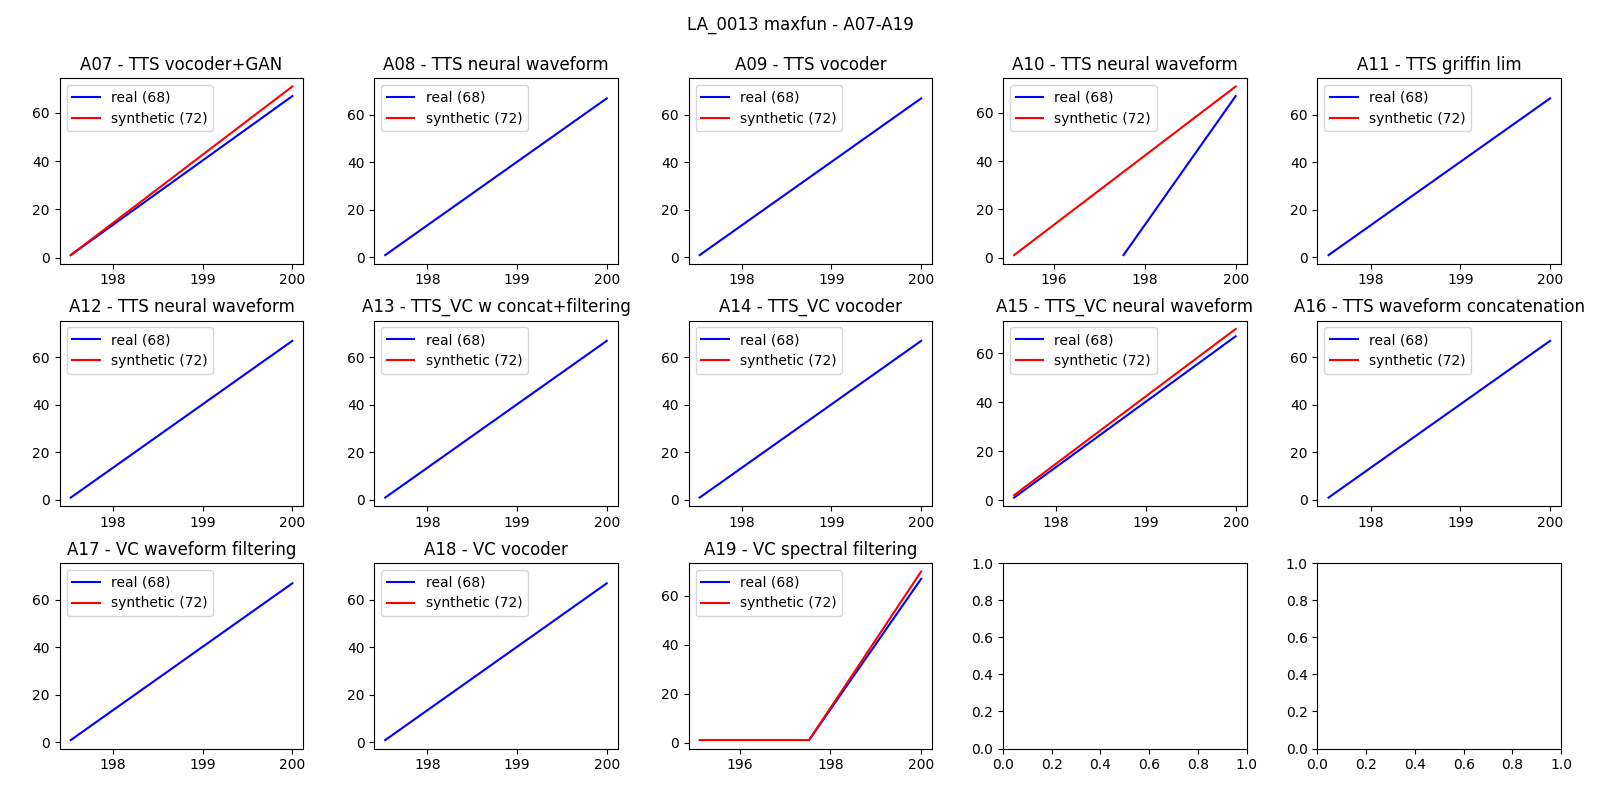 LA_0013 maxfun - A07-A19
A07 - TTS vocoder+GAN
real (68)
synthetic (72)
60
40
20
0
198 199 200
A08 - TTS neural waveform
real (68)
synthetic (72)
60
40
20
0
198 199 200
A09 - TTS vocoder
real (68)
synthetic (72)
60
40
20
0
198 199 200
A10 - TTS neural waveform
real (68)
synthetic (72)
60
40
20
0
196 198 200
A11 - TTS griffin lim
real (68)
synthetic (72)
60
40
20
0
198 199 200
A12 - TTS neural waveform
real (68)
synthetic (72)
60
40
20
0
198 199 200
A13 - TTS_VC w concat+filtering
real (68)
synthetic (72)
60
40
20
0
198 199 200
A14 - TTS_VC vocoder
real (68)
synthetic (72)
60
40
20
0
198 199 200
A15 - TTS_VC neural waveform
real (68)
synthetic (72)
60
40
20
0
198 199 200
A16 - TTS waveform concatenation
real (68)
synthetic (72)
60
40
20
0
198 199 200
A17 - VC waveform filtering
real (68)
synthetic (72)
60
40
20
0
198 199 200
A18 - VC vocoder
real (68)
synthetic (72)
60
40
20
0
198 199 200
A19 - VC spectral filtering
real (68)
synthetic (72)
60
40
20
0
196 198 200
1.0
0.8
0.6
0.4
0.2
0.0
0.0 0.2 0.4 0.6 0.8 1.0
1.0
0.8
0.6
0.4
0.2
0.0
0.0 0.2 0.4 0.6 0.8 1.0